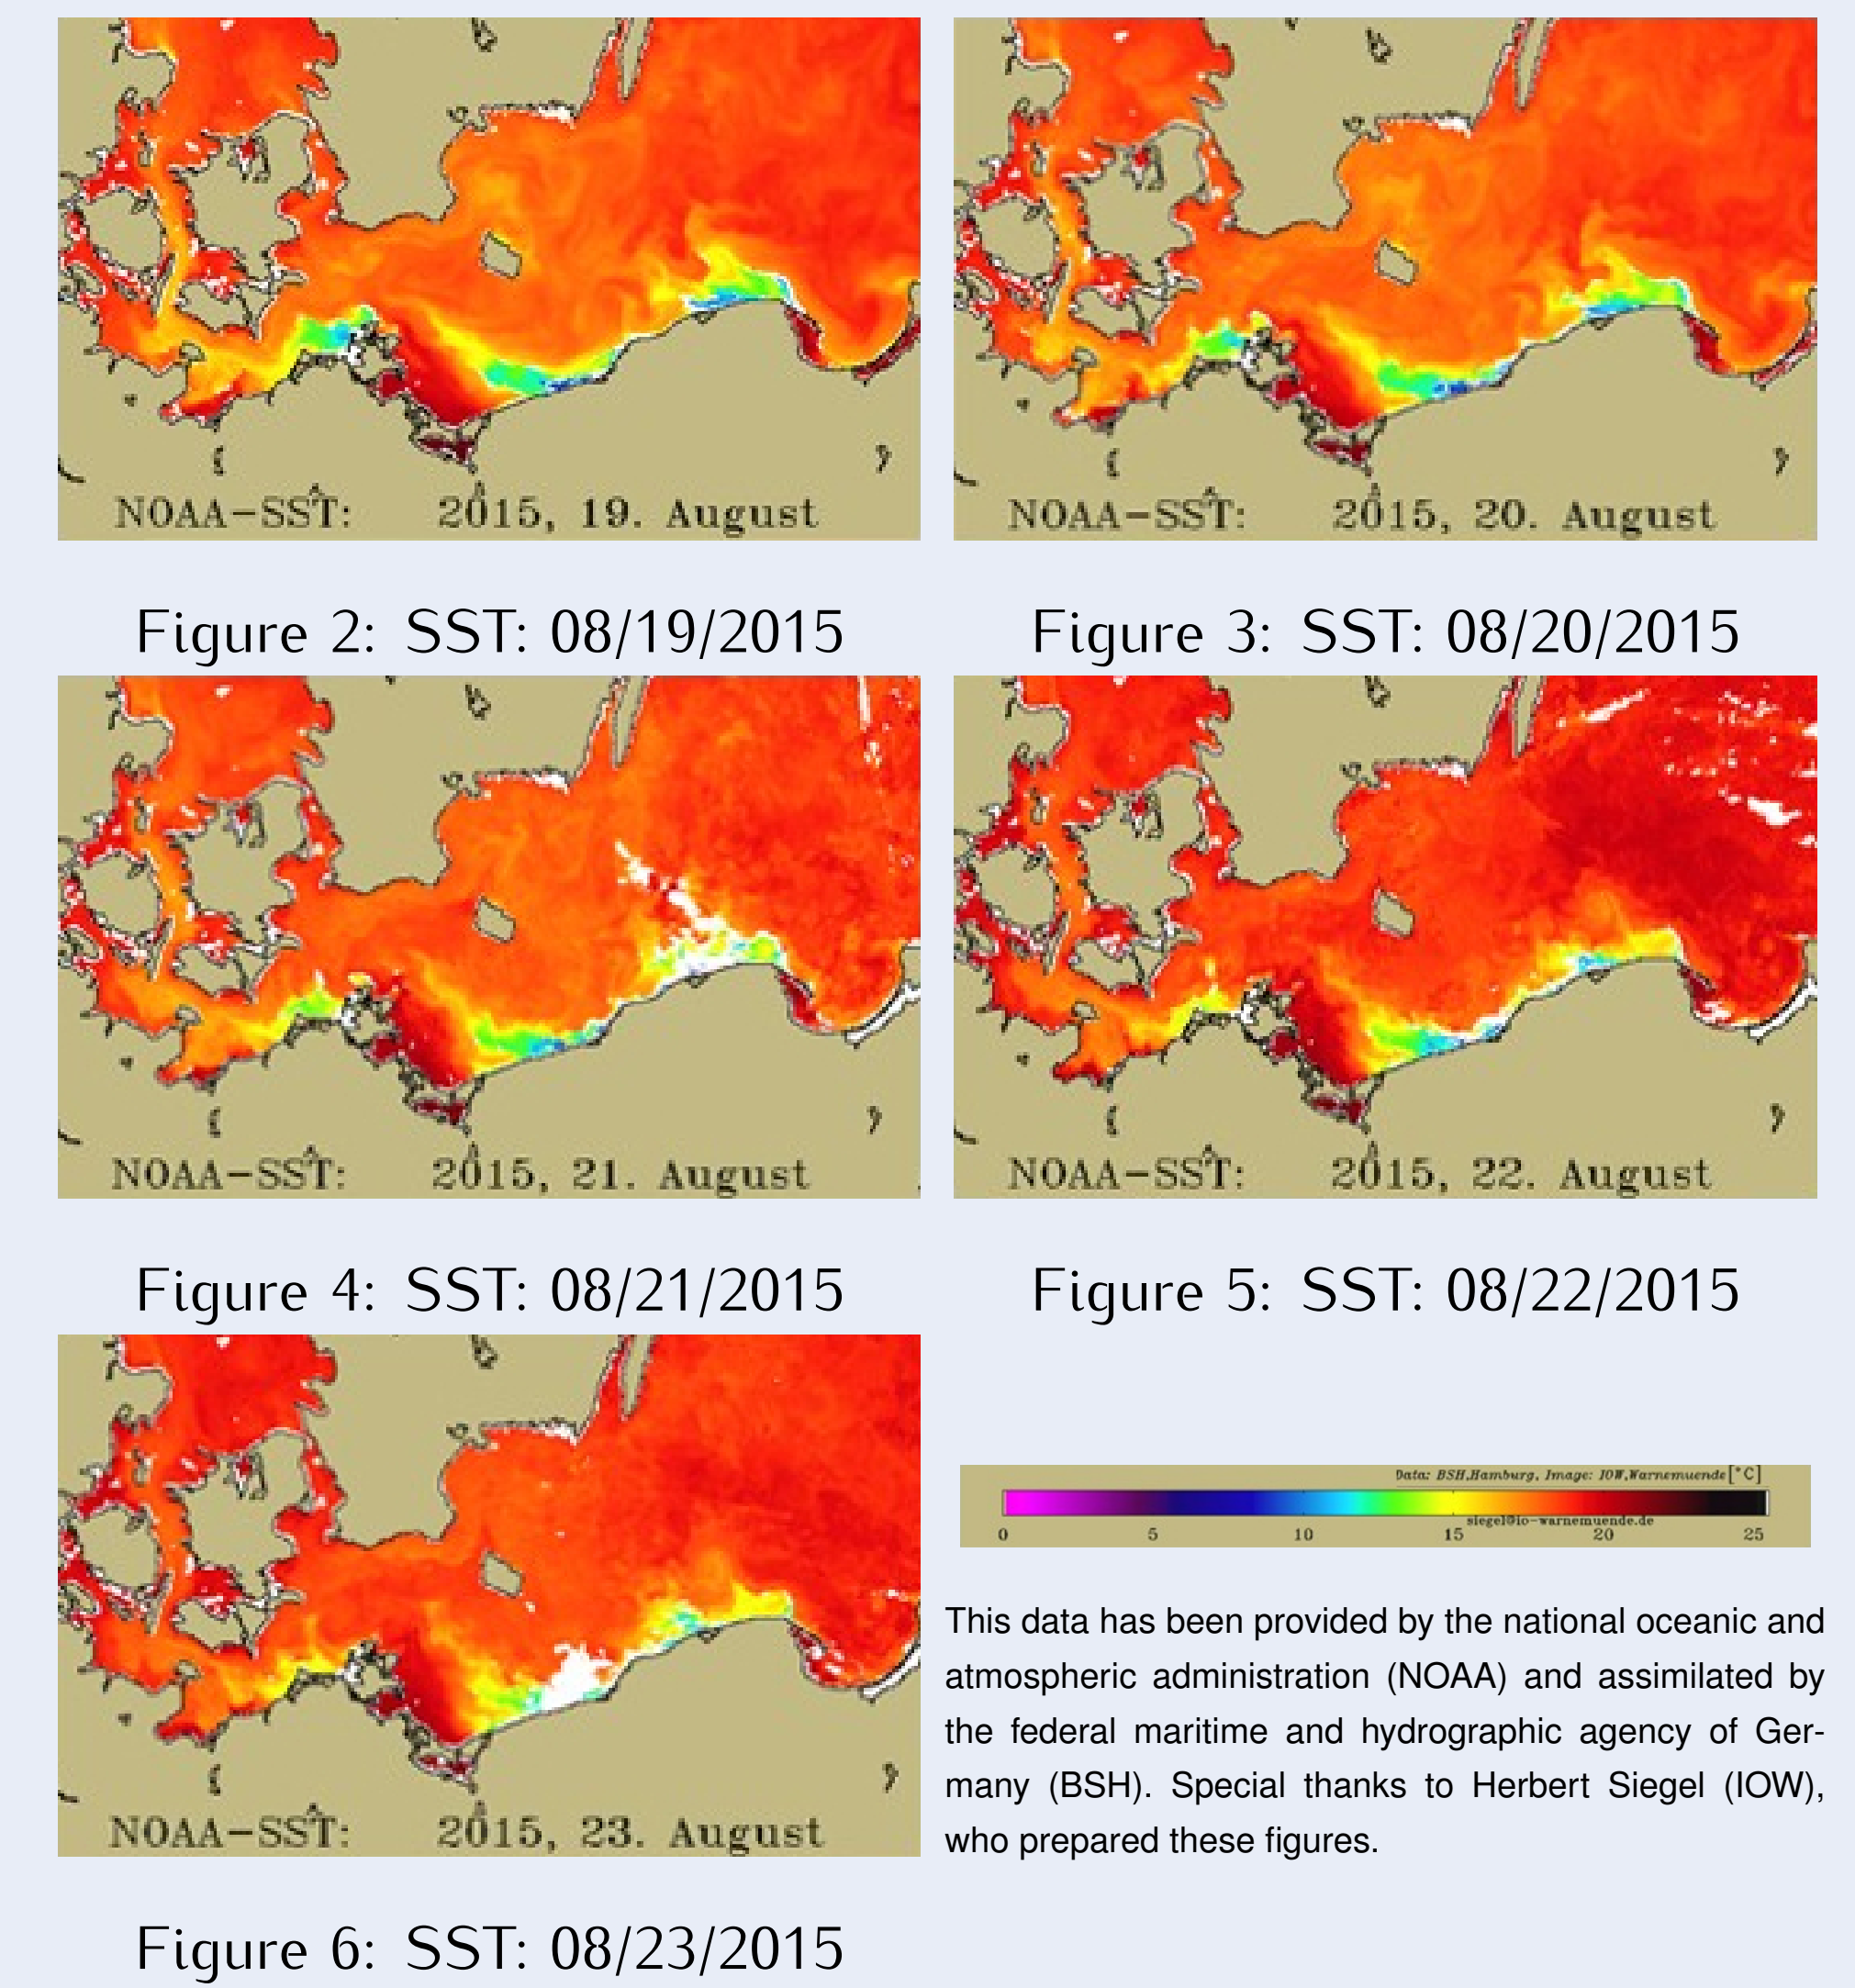 NOAA-SST: 2015, 19. August
NOAA-SST: 2015, 20. August
Figure 2: SST: 08/19/2015
Figure 3: SST: 08/20/2015
NOAA-SST: 2015, 21. August
NOAA-SST: 2015, 22. August
Figure 4: SST: 08/21/2015
Figure 5: SST: 08/22/2015
NOAA-SST: 2015, 23. August
Data: BSH,Hamburg, Image: IOW,Warnemuende [°C]
siegel@io-warnemuende.de
0 5 10 15 20 25
This data has been provided by the national oceanic and
atmospheric administration (NOAA) and assimilated by
the federal maritime and hydrographic agency of Ger-
many (BSH). Special thanks to Herbert Siegel (IOW),
who prepared these figures.
Figure 6: SST: 08/23/2015